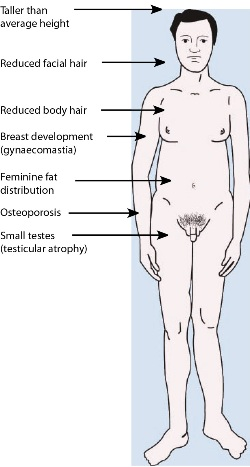 Taller than
average height
Reduced facial hair
Reduced body hair
Breast development
(gynaecomastia)
Feminine fat
distribution
Osteoporosis
Small testes
(testicular atrophy)